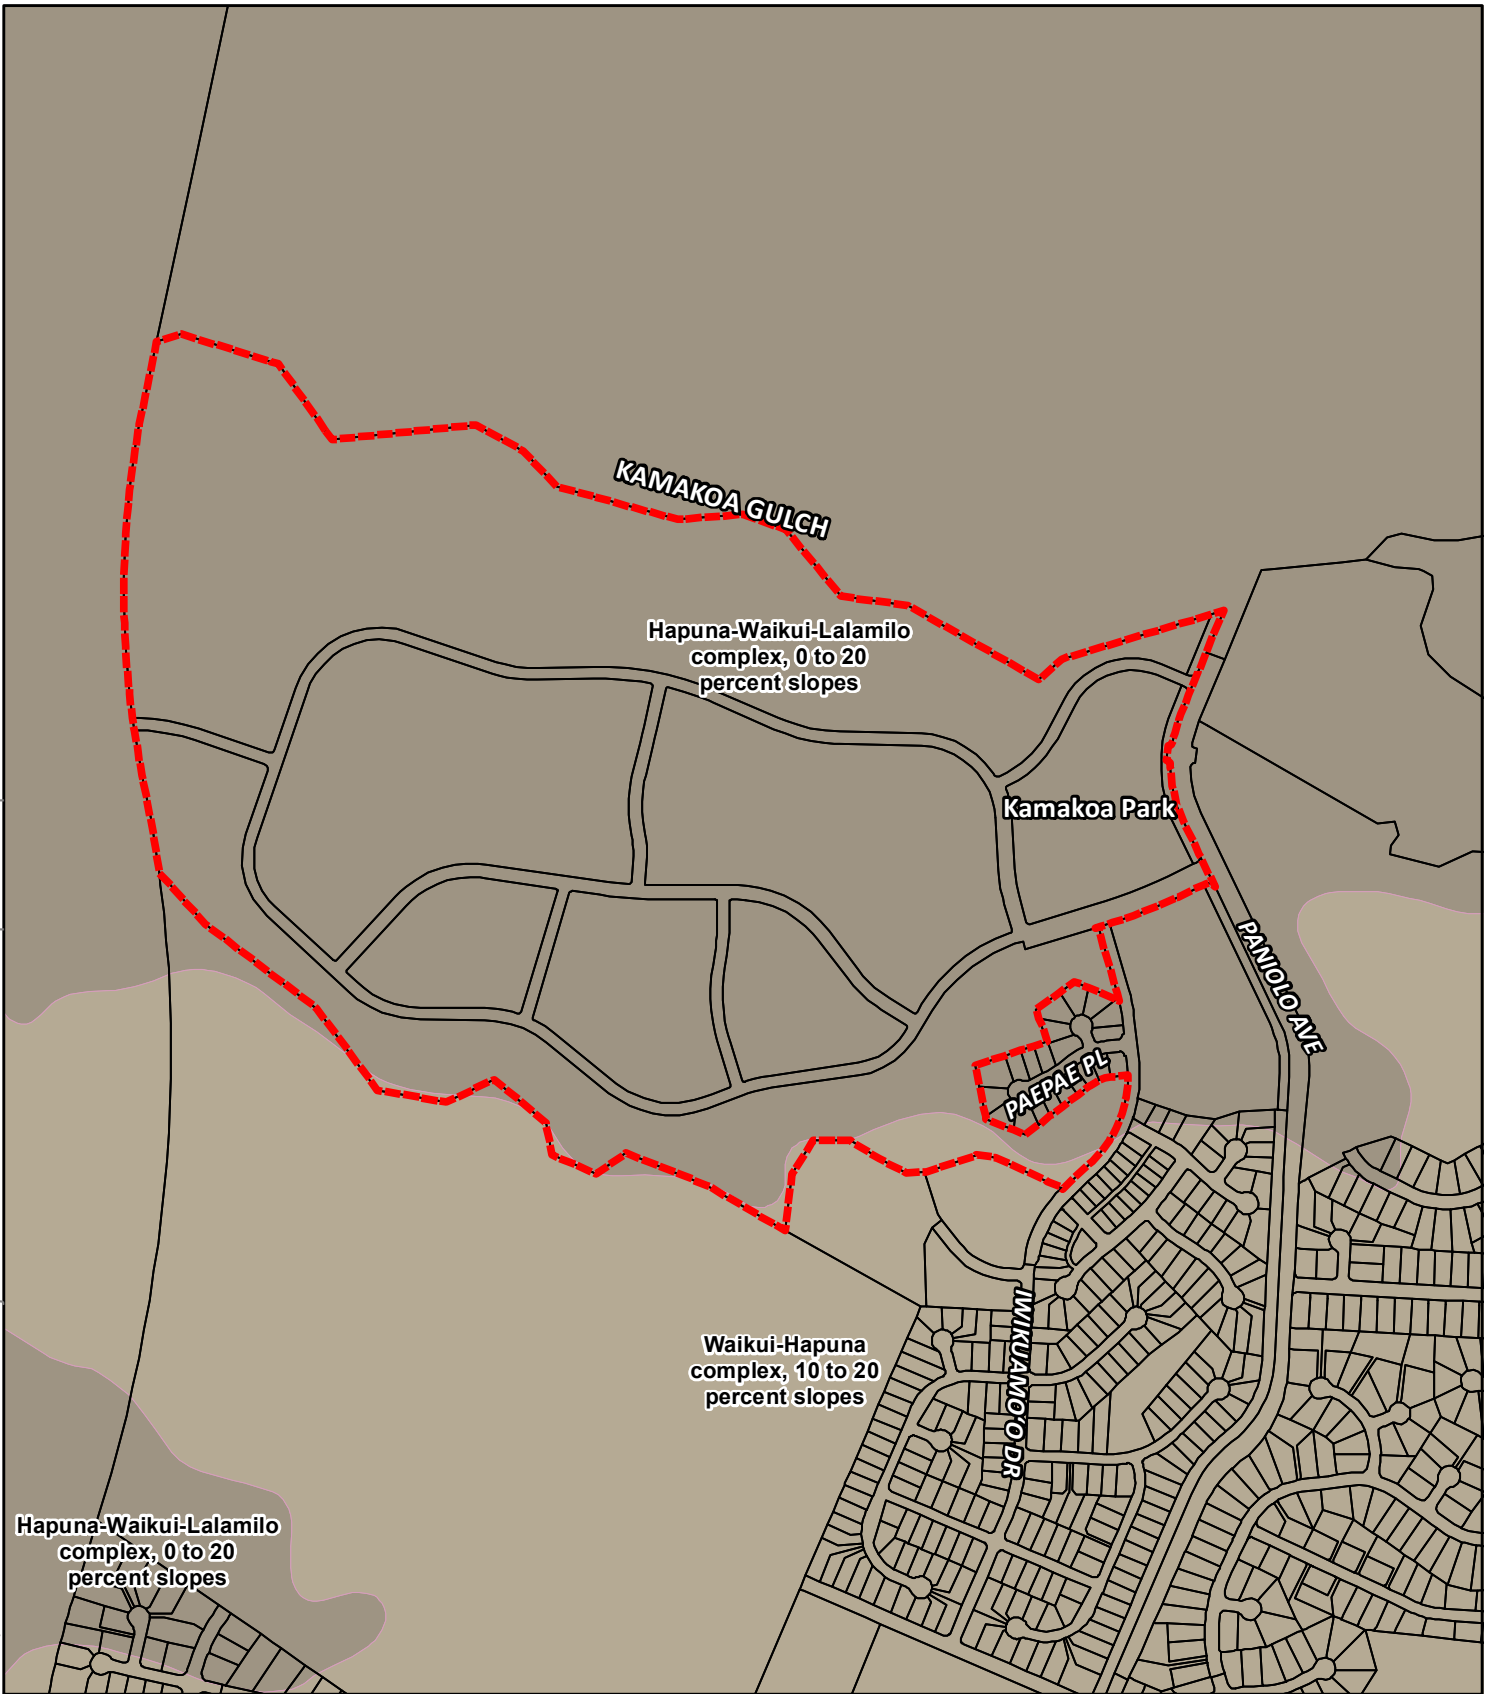 KAMAKOA GULCH
Hapuna-Waikui-Lalamilo
complex, 0 to 20
percent slopes
Kamakoa Park
PANIOLO AVE
PAEPAE PL
IWIKUAMO'O DR
Waikui-Hapuna
complex, 10 to 20
percent slopes
Hapuna-Waikui-Lalamilo
complex, 0 to 20
percent slopes